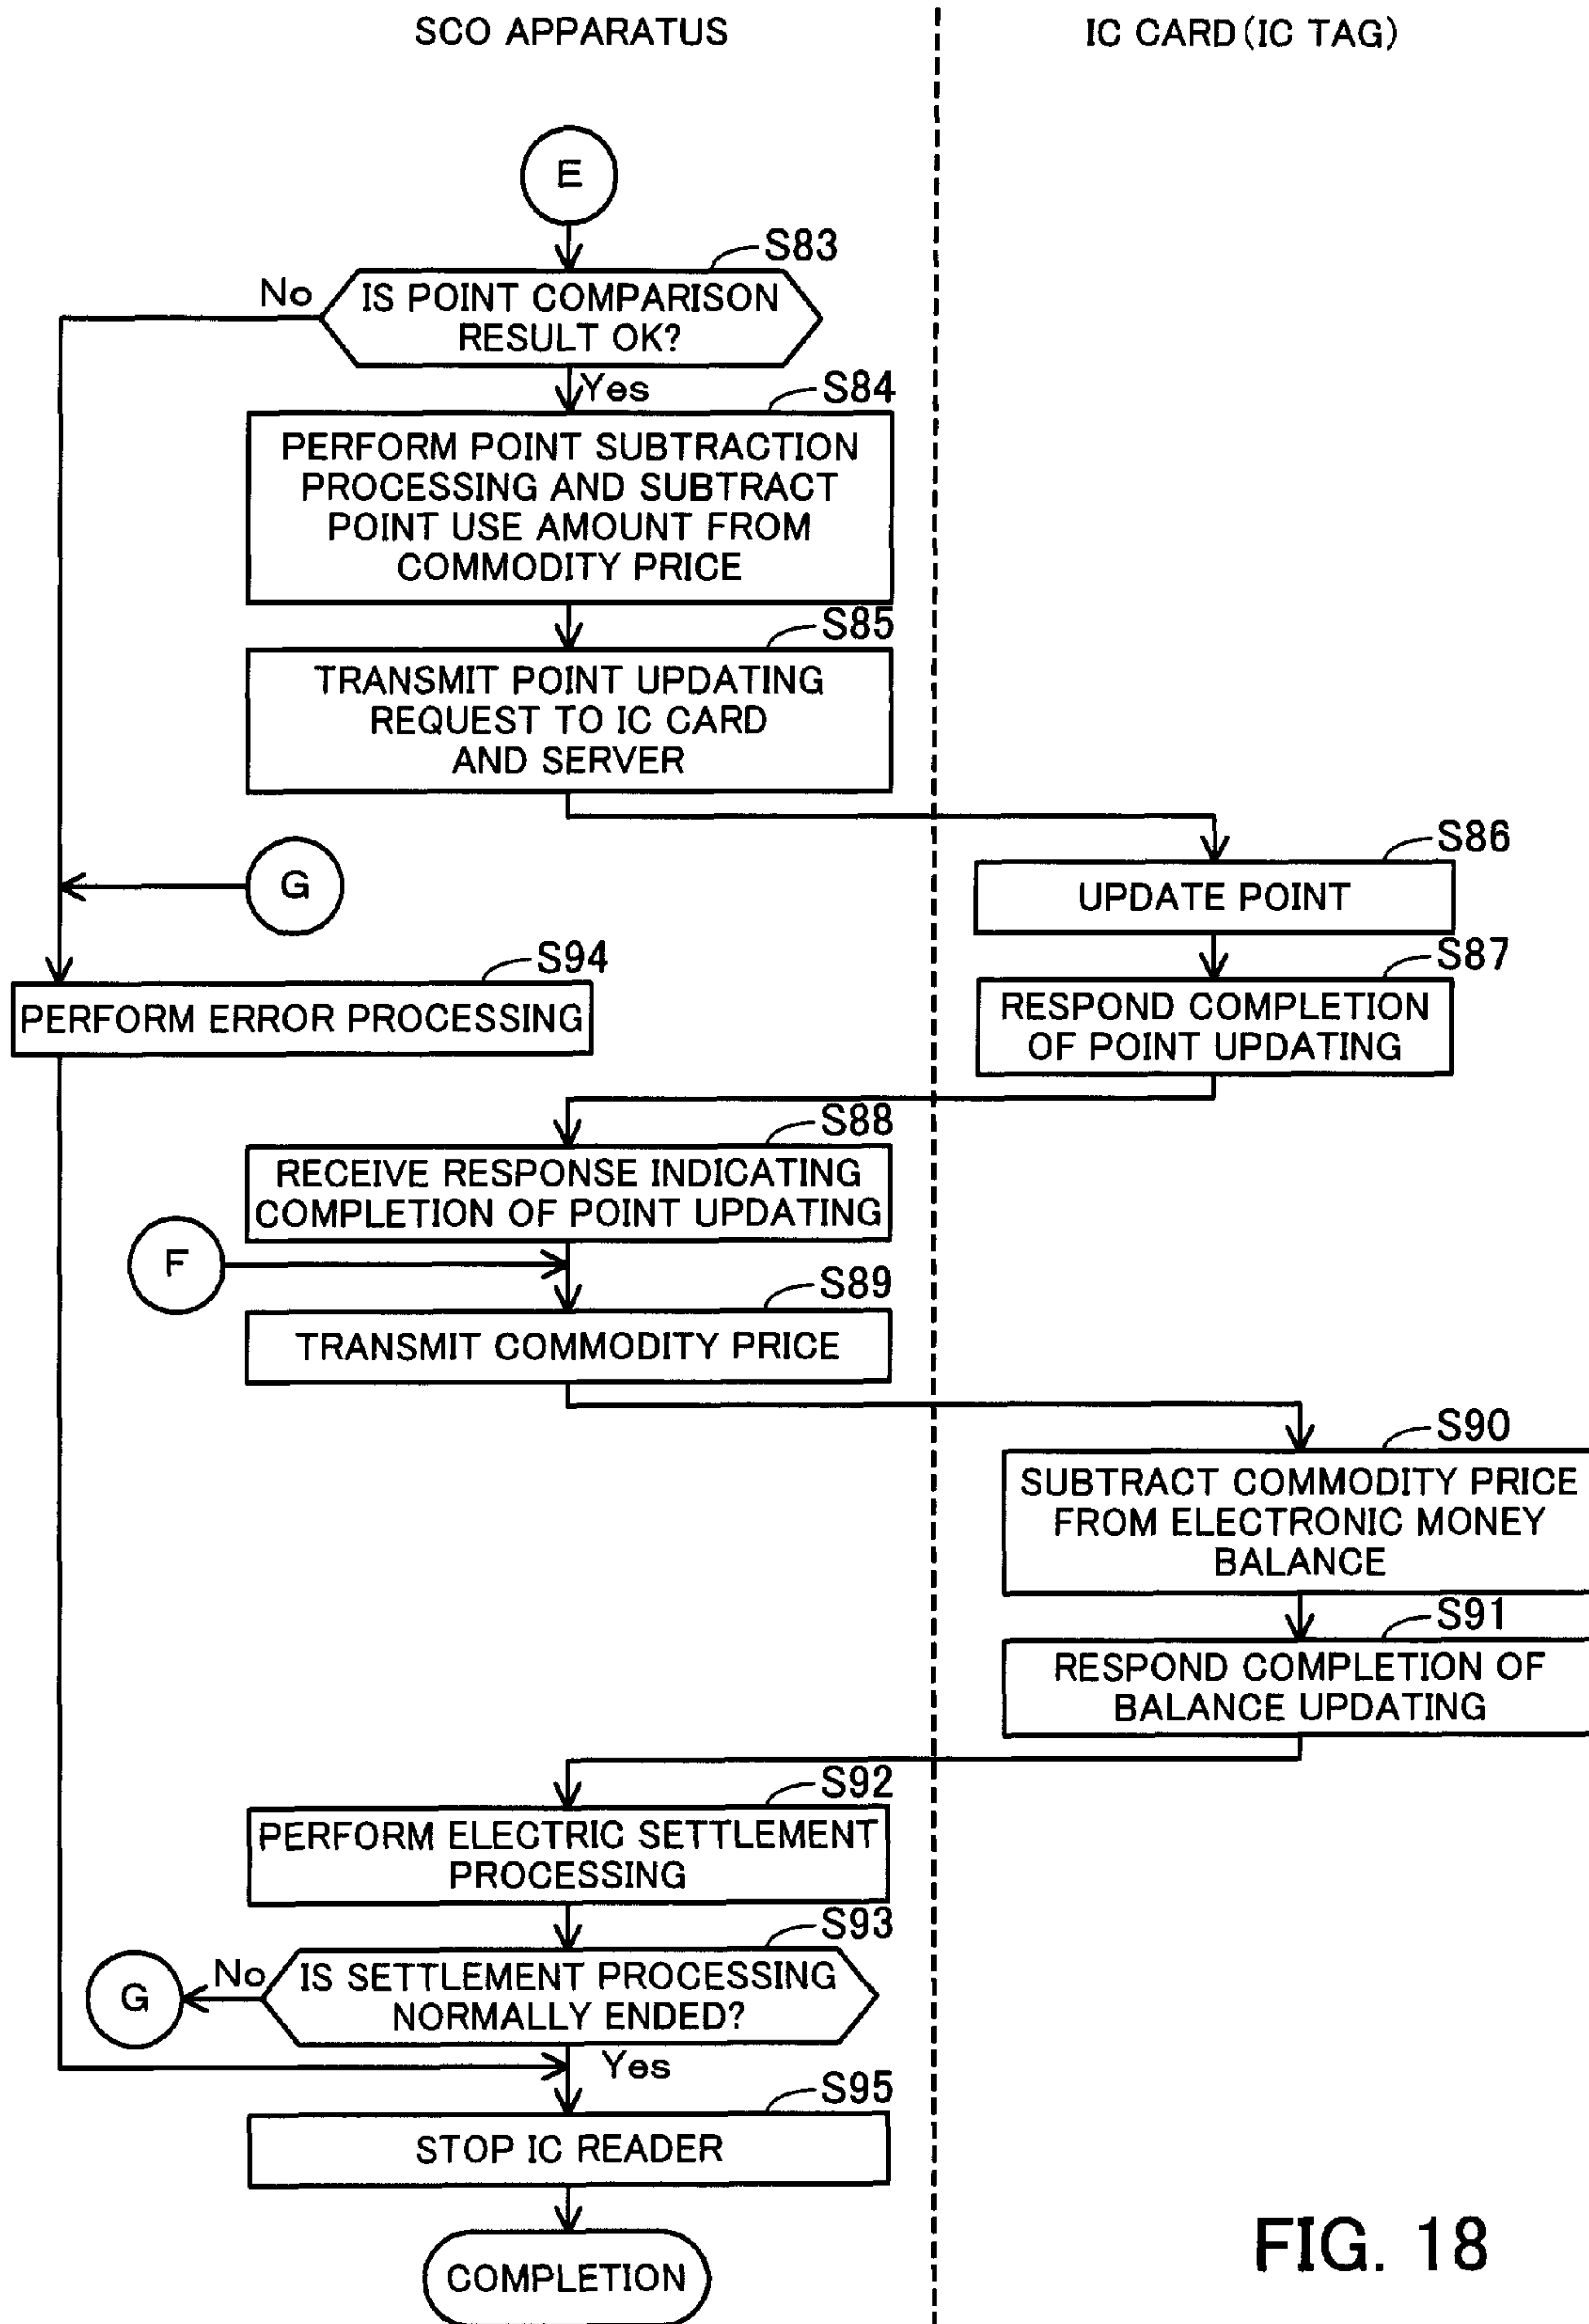 SCO APPARATUS
IC CARD(IC TAG)
E
S83
No
IS POINT COMPARISON
RESULT OK?
Yes
S84
PERFORM POINT SUBTRACTION
PROCESSING AND SUBTRACT
POINT USE AMOUNT FROM
COMMODITY PRICE
S85
TRANSMIT POINT UPDATING
REQUEST TO IC CARD
AND SERVER
S86
UPDATE POINT
G
S94
PERFORM ERROR PROCESSING
S87
RESPOND COMPLETION
OF POINT UPDATING
S88
RECEIVE RESPONSE INDICATING
COMPLETION OF POINT UPDATING
F
S89
TRANSMIT COMMODITY PRICE
S90
SUBTRACT COMMODITY PRICE
FROM ELECTRONIC MONEY
BALANCE
S91
RESPOND COMPLETION OF
BALANCE UPDATING
S92
PERFORM ELECTRIC SETTLEMENT
PROCESSING
S93
G
No
IS SETTLEMENT PROCESSING
NORMALLY ENDED?
Yes
S95
STOP IC READER
COMPLETION
FIG. 18